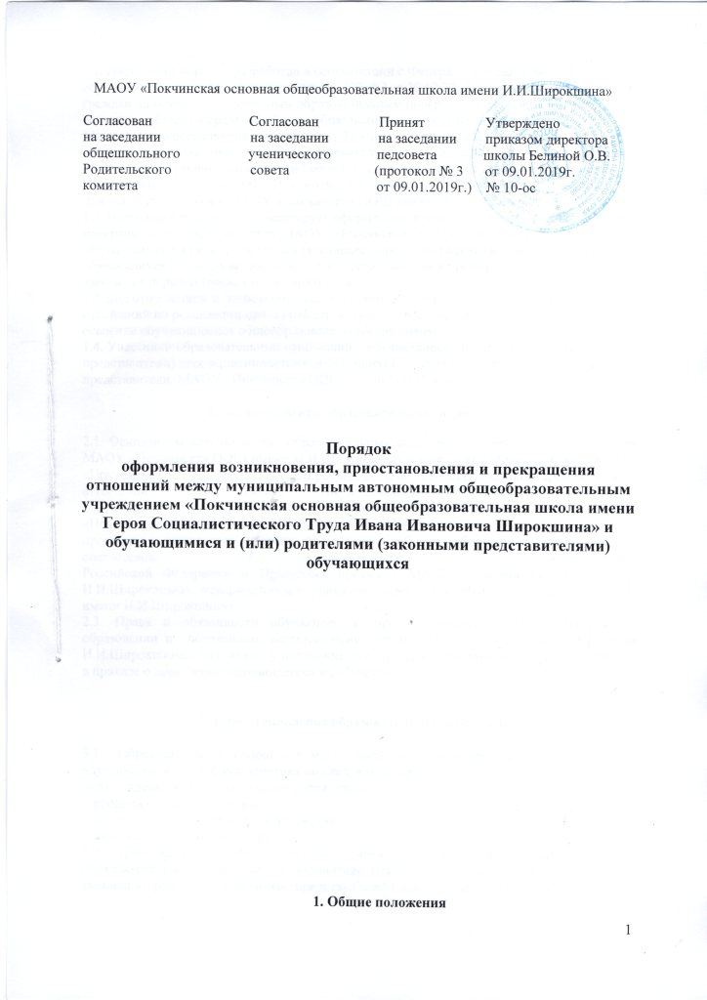 МАОУ «Покчинская основная общеобразовательная школа имени И.И.Широкшина»
Согласован Согласован Принят Утверждено
на заседании на заседании на заседании приказом директора
общешкольного ученического педсовета школы Белиной О.В.
Родительского совета (протокол № 3 от 09.01.2019г.
комитета от 09.01.2019г.) № 10-ос
Порядок
оформления возникновения, приостановления и прекращения
отношений между муниципальным автономным общеобразовательным
учреждением «Покчинская основная общеобразовательная школа имени
Героя Социалистического Труда Ивана Ивановича Широкшина» и
обучающимися и (или) родителями (законными представителями)
обучающихся
1. Общие положения
1